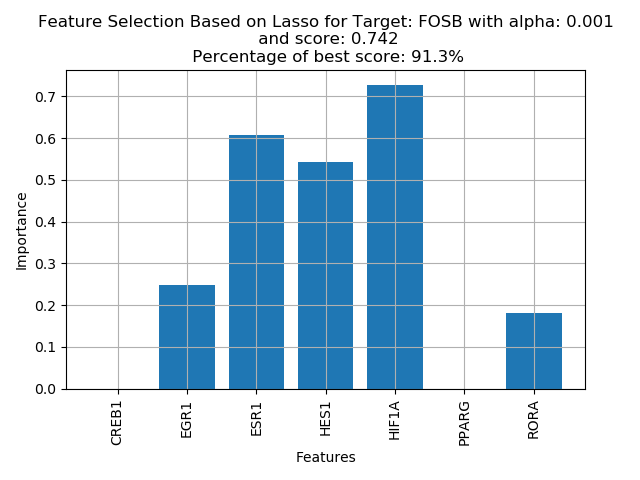 Feature Selection Based on Lasso for Target: FOSB with alpha: 0.001
and score: 0.742
Percentage of best score: 91.3%
Importance
0.7
0.6
0.5
0.4
0.3
0.2
0.1
0.0
CREB1
EGR1
ESR1
HES1
HIF1A
PPARG
RORA
Features